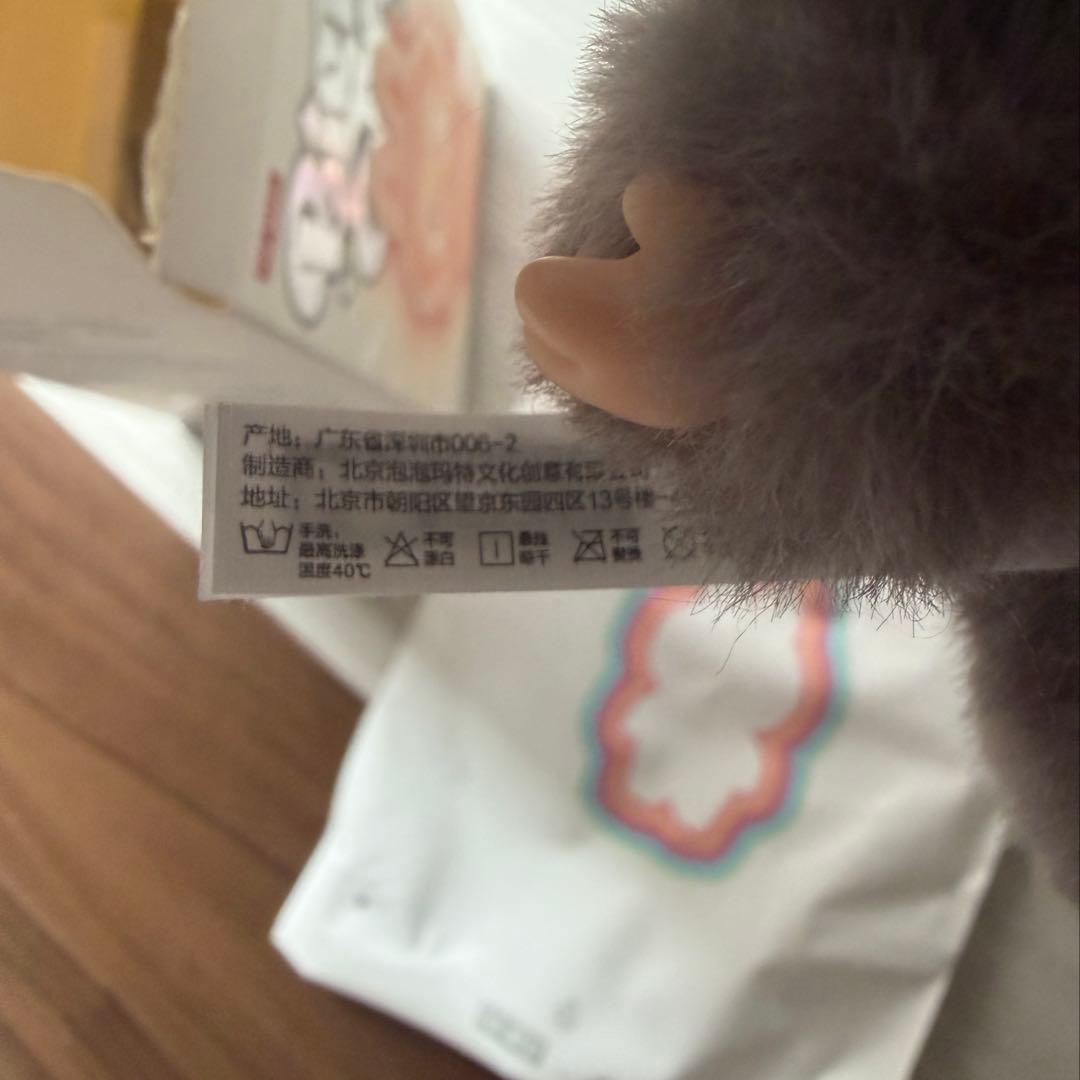 产地：广东省深圳市006-2
制造商：北京泡泡玛特文化创意有限公司
地址：北京市朝阳区望京东园四区13号楼
手洗，
最高洗涤
温度40℃
不可
漂白
悬挂
晾干
不可